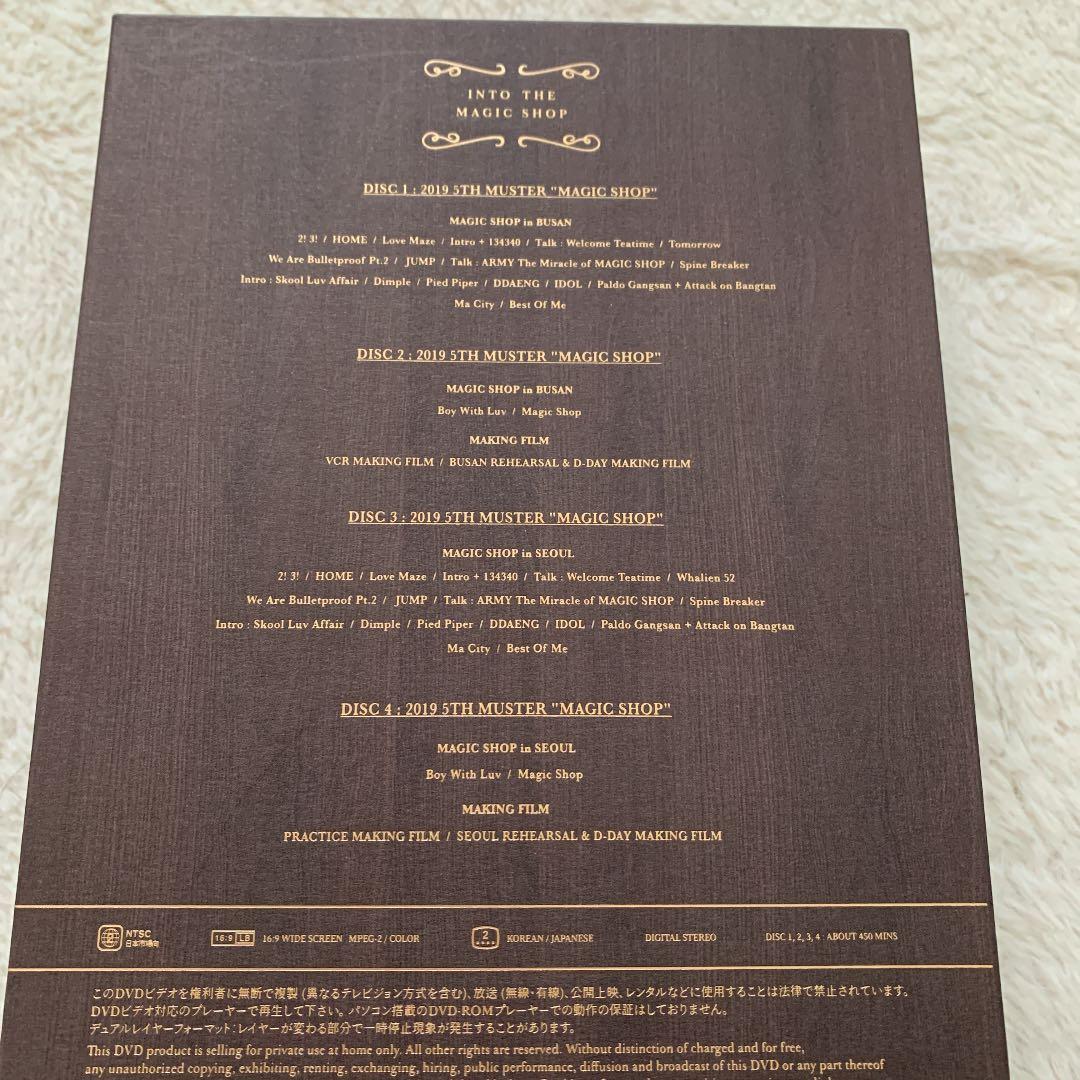 INTO THE
MAGIC SHOP
DISC 1 : 2019 5TH MUSTER "MAGIC SHOP"
MAGIC SHOP in BUSAN
2! 3! / HOME / Love Maze / Intro + 134340 / Talk : Welcome Teatime / Tomorrow
We Are Bulletproof Pt.2 / JUMP / Talk : ARMY The Miracle of MAGIC SHOP / Spine Breaker
Intro : Skool Luv Affair / Dimple / Pied Piper / DDAENG / IDOL / Paldo Gangsan + Attack on Bangtan
Ma City / Best Of Me
DISC 2 : 2019 5TH MUSTER "MAGIC SHOP"
MAGIC SHOP in BUSAN
Boy With Luv / Magic Shop
MAKING FILM
VCR MAKING FILM / BUSAN REHEARSAL & D-DAY MAKING FILM
DISC 3 : 2019 5TH MUSTER "MAGIC SHOP"
MAGIC SHOP in SEOUL
2! 3! / HOME / Love Maze / Intro + 134340 / Talk : Welcome Teatime / Whalien 52
We Are Bulletproof Pt.2 / JUMP / Talk : ARMY The Miracle of MAGIC SHOP / Spine Breaker
Intro : Skool Luv Affair / Dimple / Pied Piper / DDAENG / IDOL / Paldo Gangsan + Attack on Bangtan
Ma City / Best Of Me
DISC 4 : 2019 5TH MUSTER "MAGIC SHOP"
MAGIC SHOP in SEOUL
Boy With Luv / Magic Shop
MAKING FILM
PRACTICE MAKING FILM / SEOUL REHEARSAL & D-DAY MAKING FILM
2 NTSC 日本市場向 16:9 LB 16:9 WIDE SCREEN MPEG-2 / COLOR 2 KOREAN / JAPANESE DIGITAL STEREO DISC 1, 2, 3, 4 : ABOUT 450 MINS
このDVDビデオを権利者に無断で複製 (異なるテレビジョン方式を含む)、放送 (無線・有線)、公開上映、レンタルなどに使用することは法律で禁止されています。
DVDビデオ対応のプレーヤーで再生して下さい。パソコン搭載のDVD-ROMプレーヤーでの動作の保証はしておりません。
デュアルレイヤーフォーマット：レイヤーが変わる部分で一時停止現象が発生することがあります。
This DVD product is selling for private use at home only. All other rights are reserved. Without distinction of charged and for free,
any unauthorized copying, exhibiting, renting, exchanging, hiring, public performance, diffusion and broadcast of this DVD or any part thereof